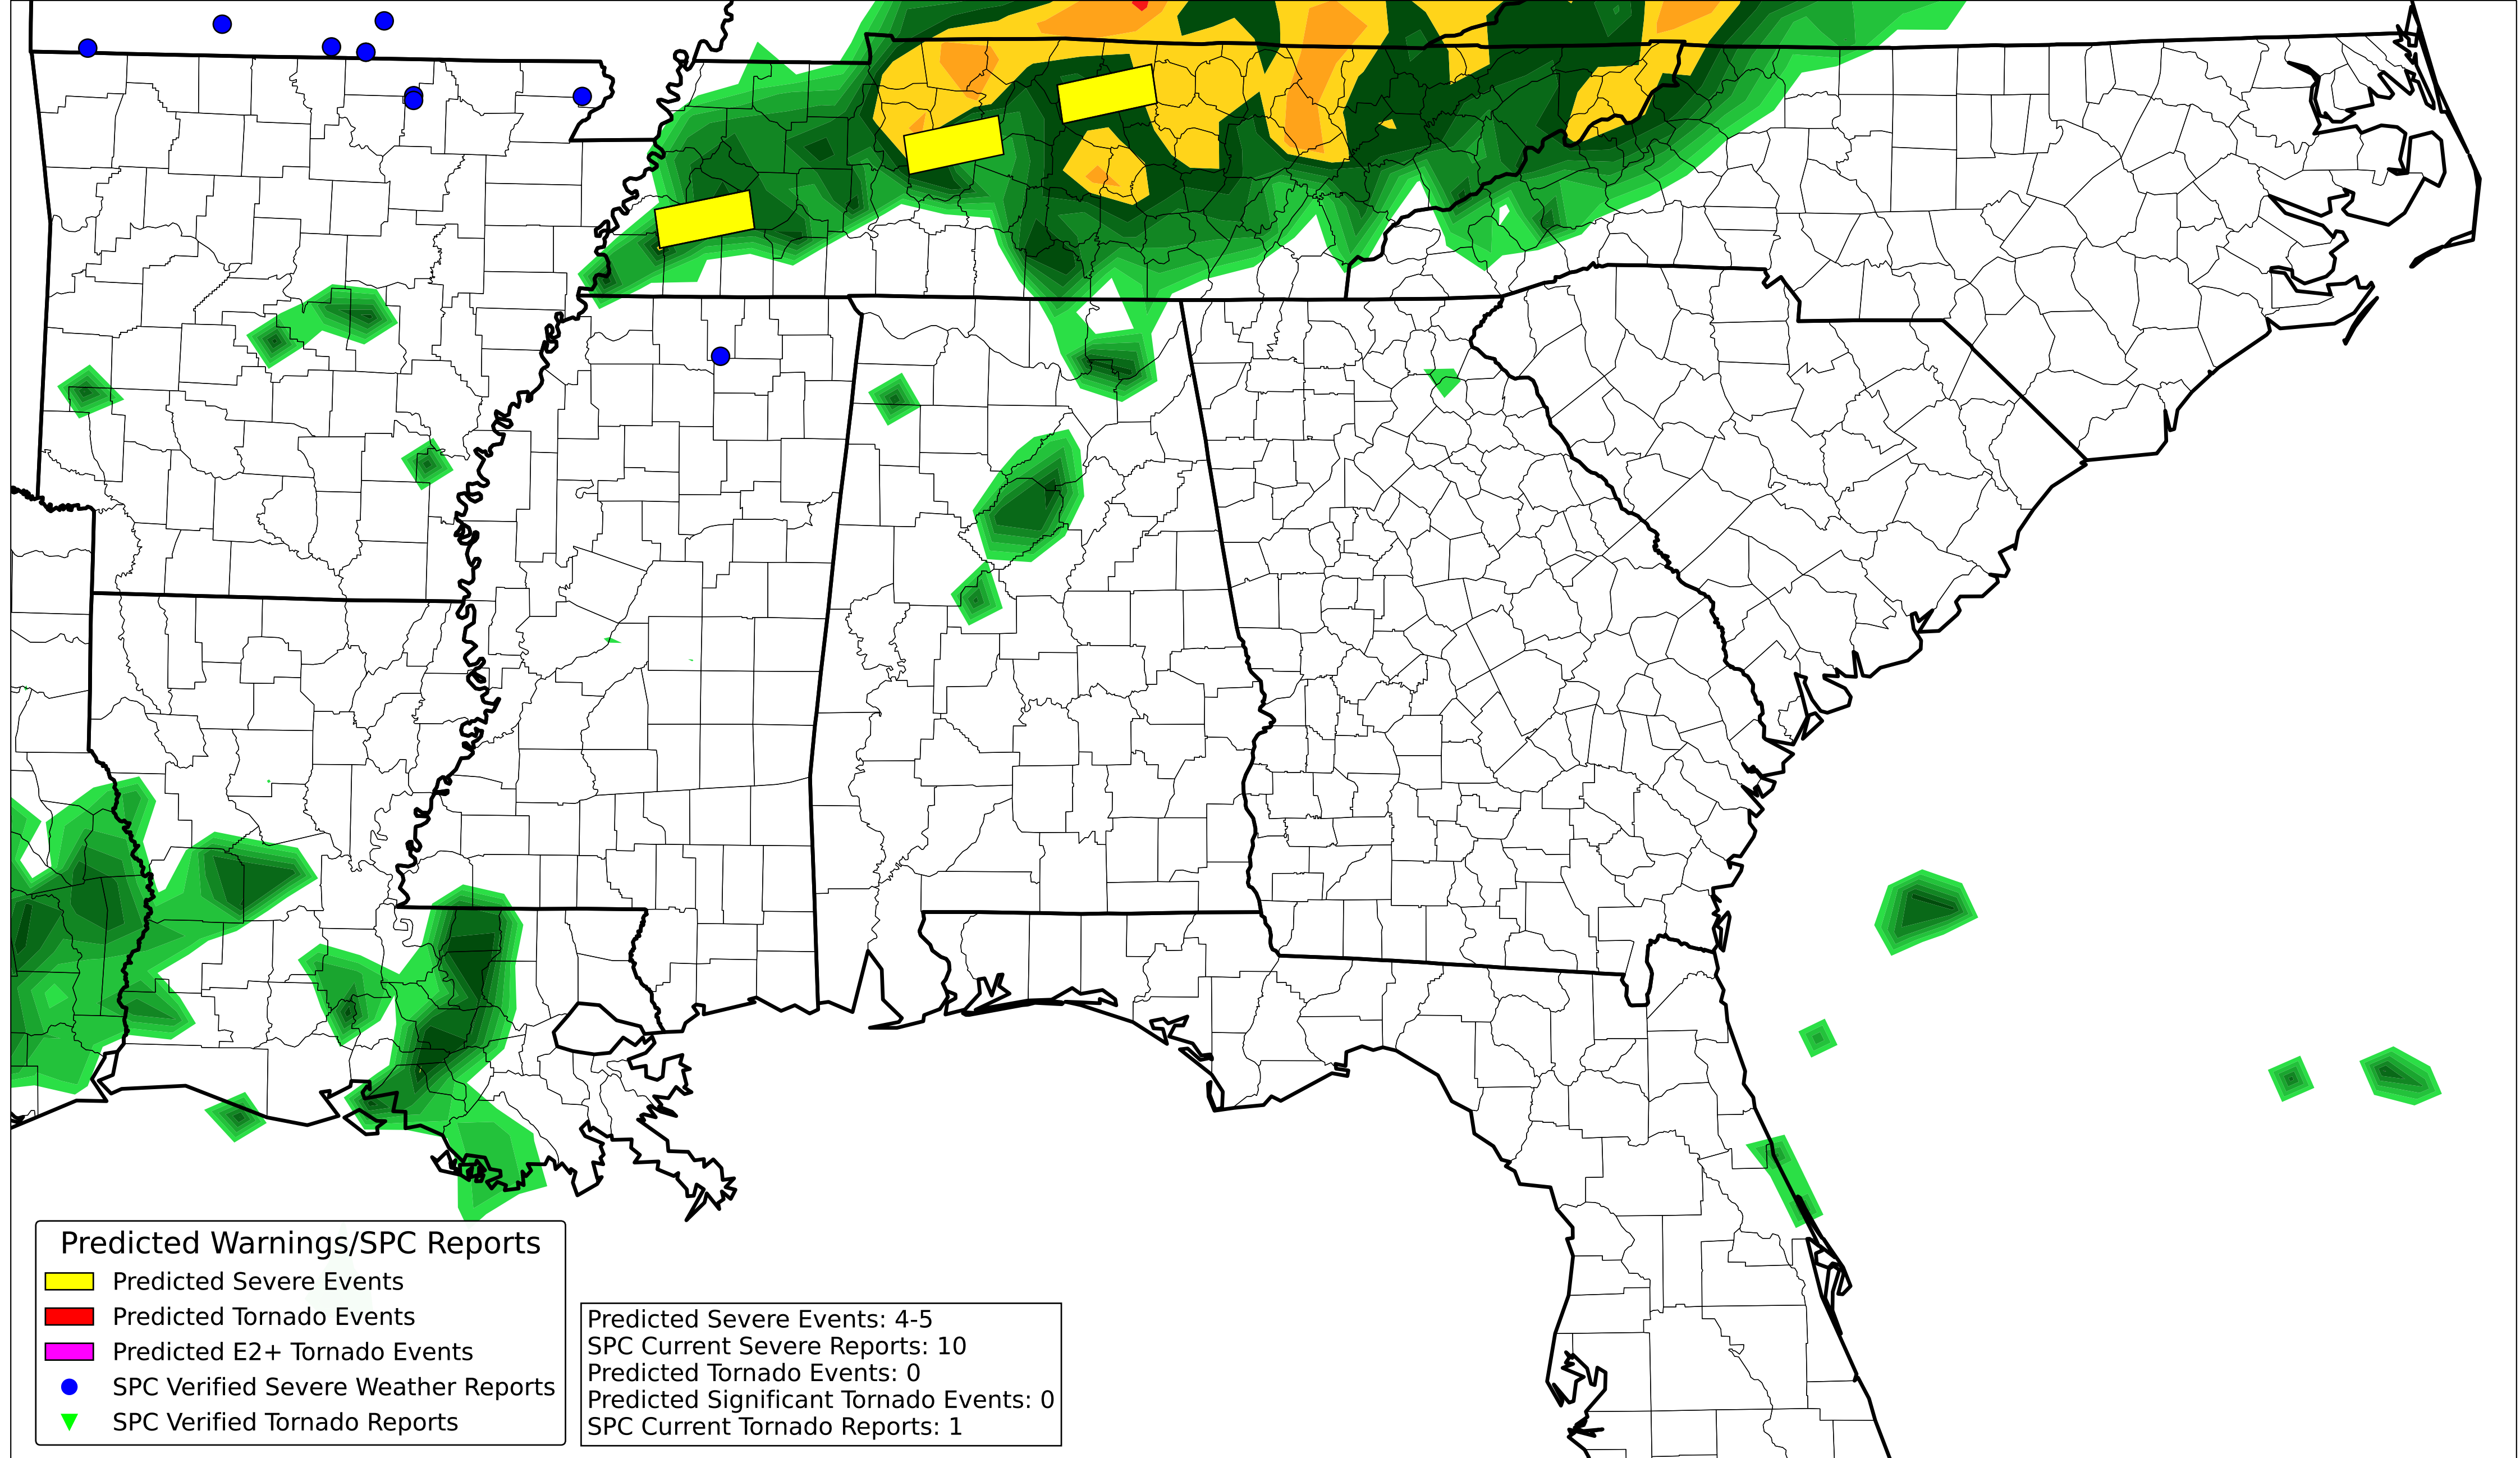 Predicted Warnings/SPC Reports
Predicted Severe Events
Predicted Tornado Events
Predicted E2+ Tornado Events
SPC Verified Severe Weather Reports
SPC Verified Tornado Reports
Predicted Severe Events: 4-5
SPC Current Severe Reports: 10
Predicted Tornado Events: 0
Predicted Significant Tornado Events: 0
SPC Current Tornado Reports: 1